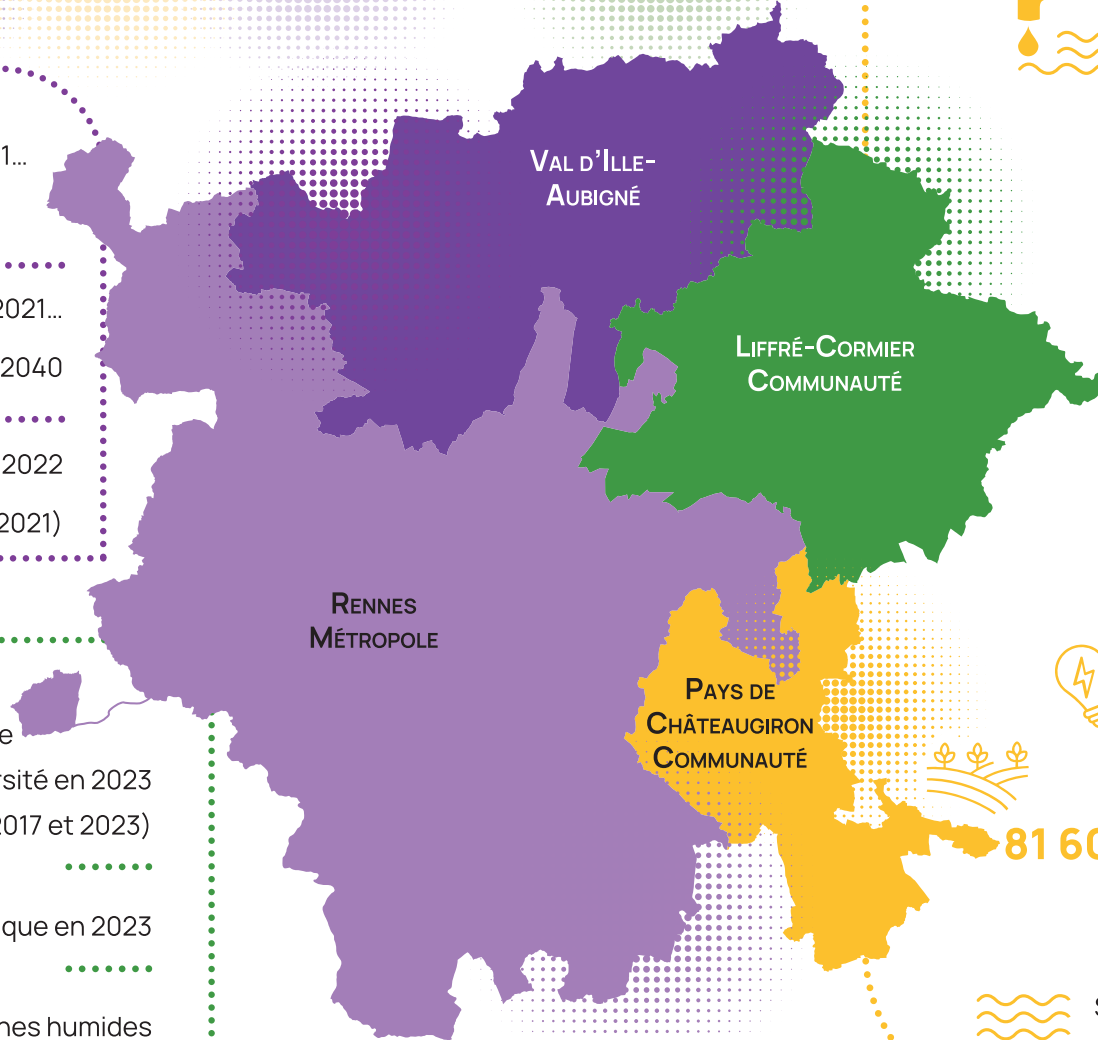 1...
2021...
2040
2022
2021)
e
rsité en 2023
2017 et 2023)
que en 2023
nes humides
VAL D'ILLE-
AUBIGNÉ
LIFFRÉ-CORMIER
COMMUNAUTÉ
RENNES
MÉTROPOLE
PAYS DE
CHÂTEAUGIRON
COMMUNAUTÉ
81 60
S